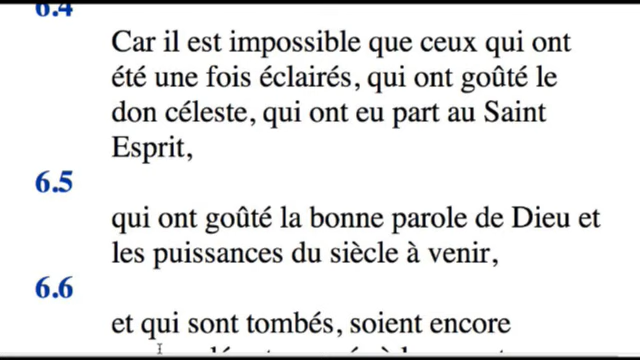 6.4
Car il est impossible que ceux qui ont
été une fois éclairés, qui ont goûté le
don céleste, qui ont eu part au Saint
Esprit,
6.5
qui ont goûté la bonne parole de Dieu et
les puissances du siècle à venir,
6.6
et qui sont tombés, soient encore